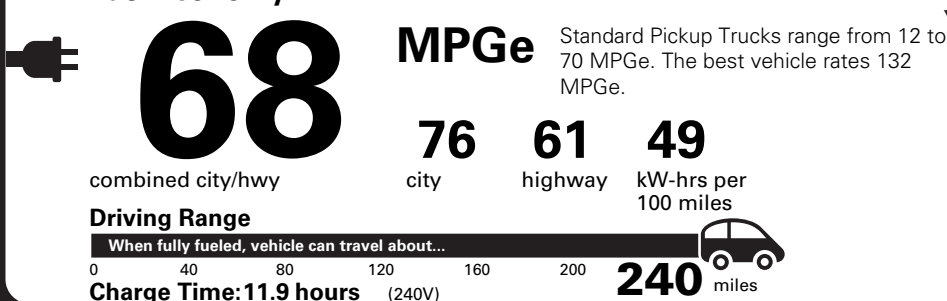 68
MPGe
Standard Pickup Trucks range from 12 to
70 MPGe. The best vehicle rates 132
MPGe.
76 61 49
combined city/hwy city highway kW-hrs per
100 miles
Driving Range
When fully fueled, vehicle can travel about...
0 40 80 120 160 200 240 miles
Charge Time: 11.9 hours (240V)